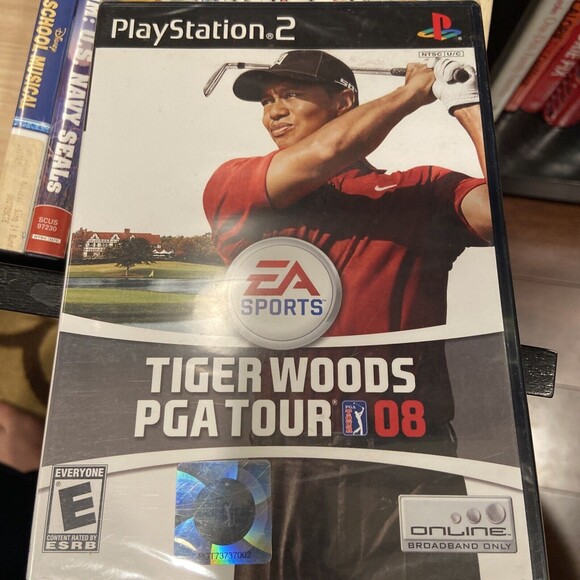 PlayStation®2
NTSC U/C
Disney
SCHOOL MUSICAL
M: U.S. NAVY SEALs
SCUS
97230
EA
SPORTS
TIGER WOODS
PGA TOUR® 08
EVERYONE
E
CONTENT RATED BY
ESRB
ONLINE
BROADBAND ONLY